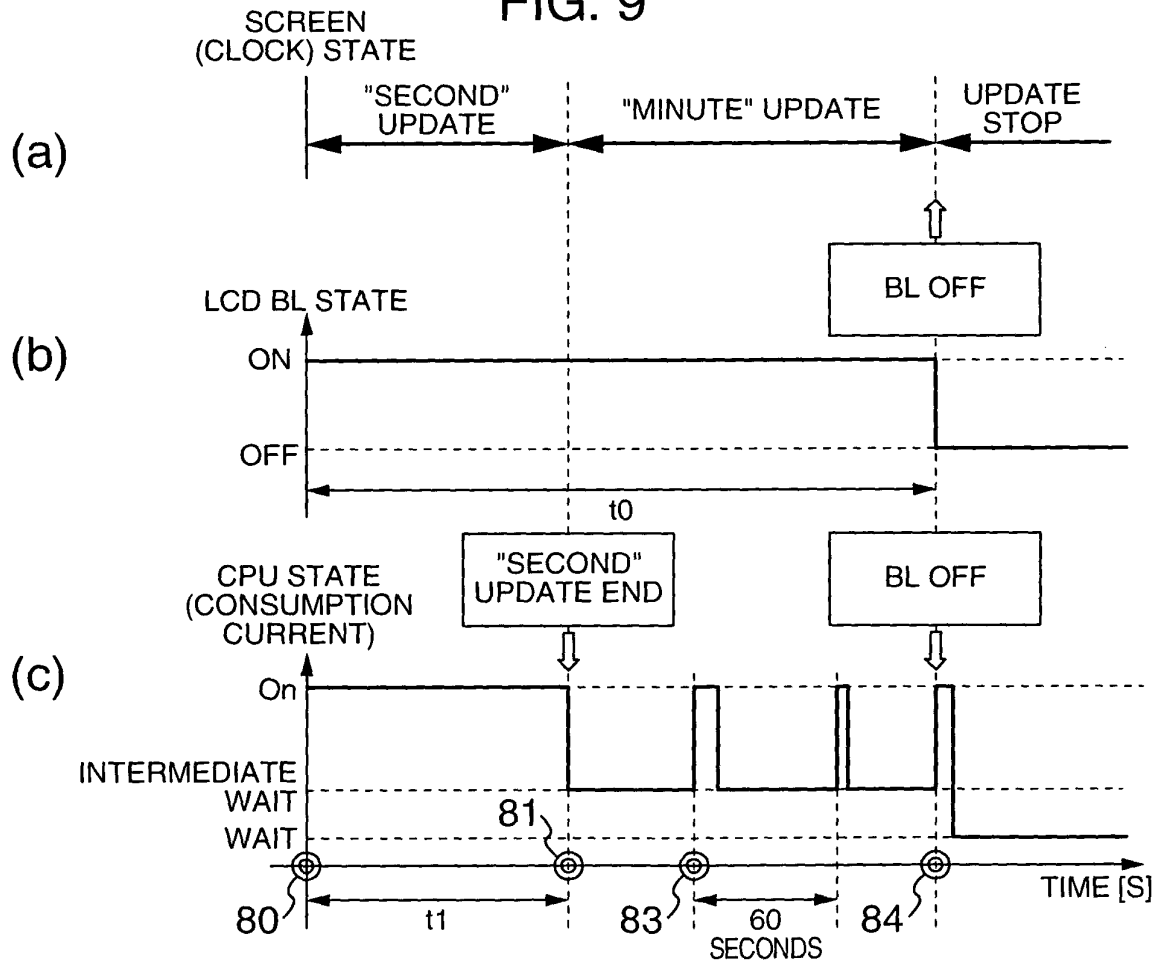 FIG. 9
SCREEN
(CLOCK) STATE
(a)
"SECOND"
UPDATE
"MINUTE" UPDATE
UPDATE
STOP
BL OFF
(b)
LCD BL STATE
ON
OFF
t0
"SECOND"
UPDATE END
BL OFF
(c)
CPU STATE
(CONSUMPTION
CURRENT)
On
INTERMEDIATE
WAIT
WAIT
80
81
83
84
TIME [S]
t1
60
SECONDS